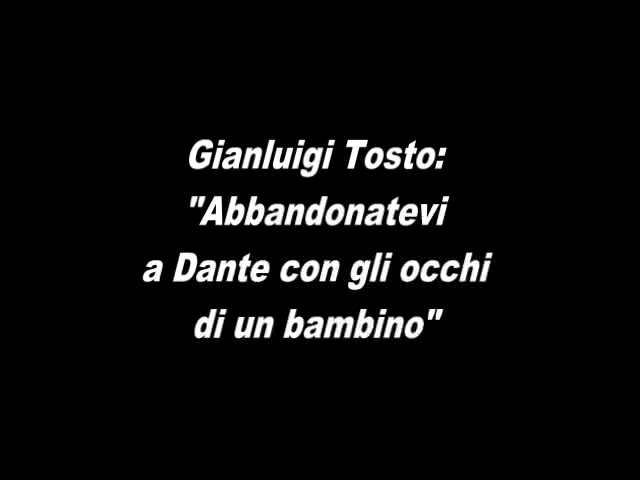 Gianluigi Tosto:
"Abbandonatevi
a Dante con gli occhi
di un bambino"